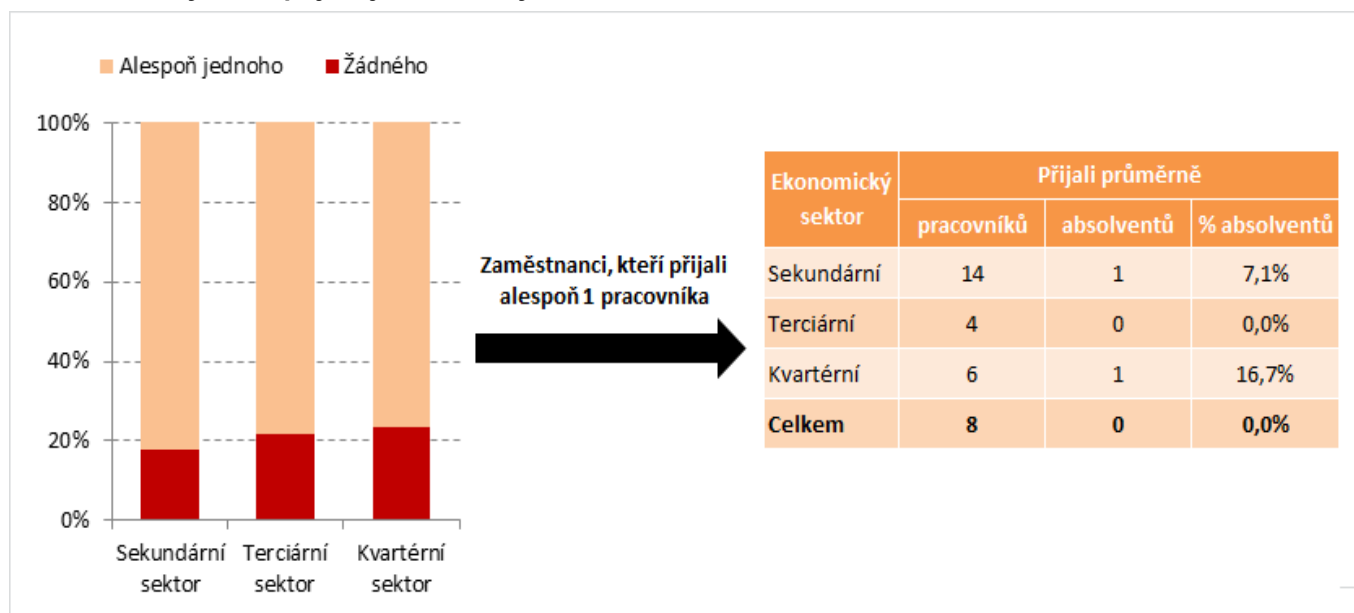 Alespoň jednoho Žádného
100%
80%
60%
40%
20%
0%
Sekundární sektor
Terciární sektor
Kvartérní sektor
Zaměstnanci, kteří přijali
alespoň 1 pracovníka
Ekonomický sektor Přijali průměrně
pracovníků absolventů % absolventů
Sekundární 14 1 7,1%
Terciární 4 0 0,0%
Kvartérní 6 1 16,7%
Celkem 8 0 0,0%